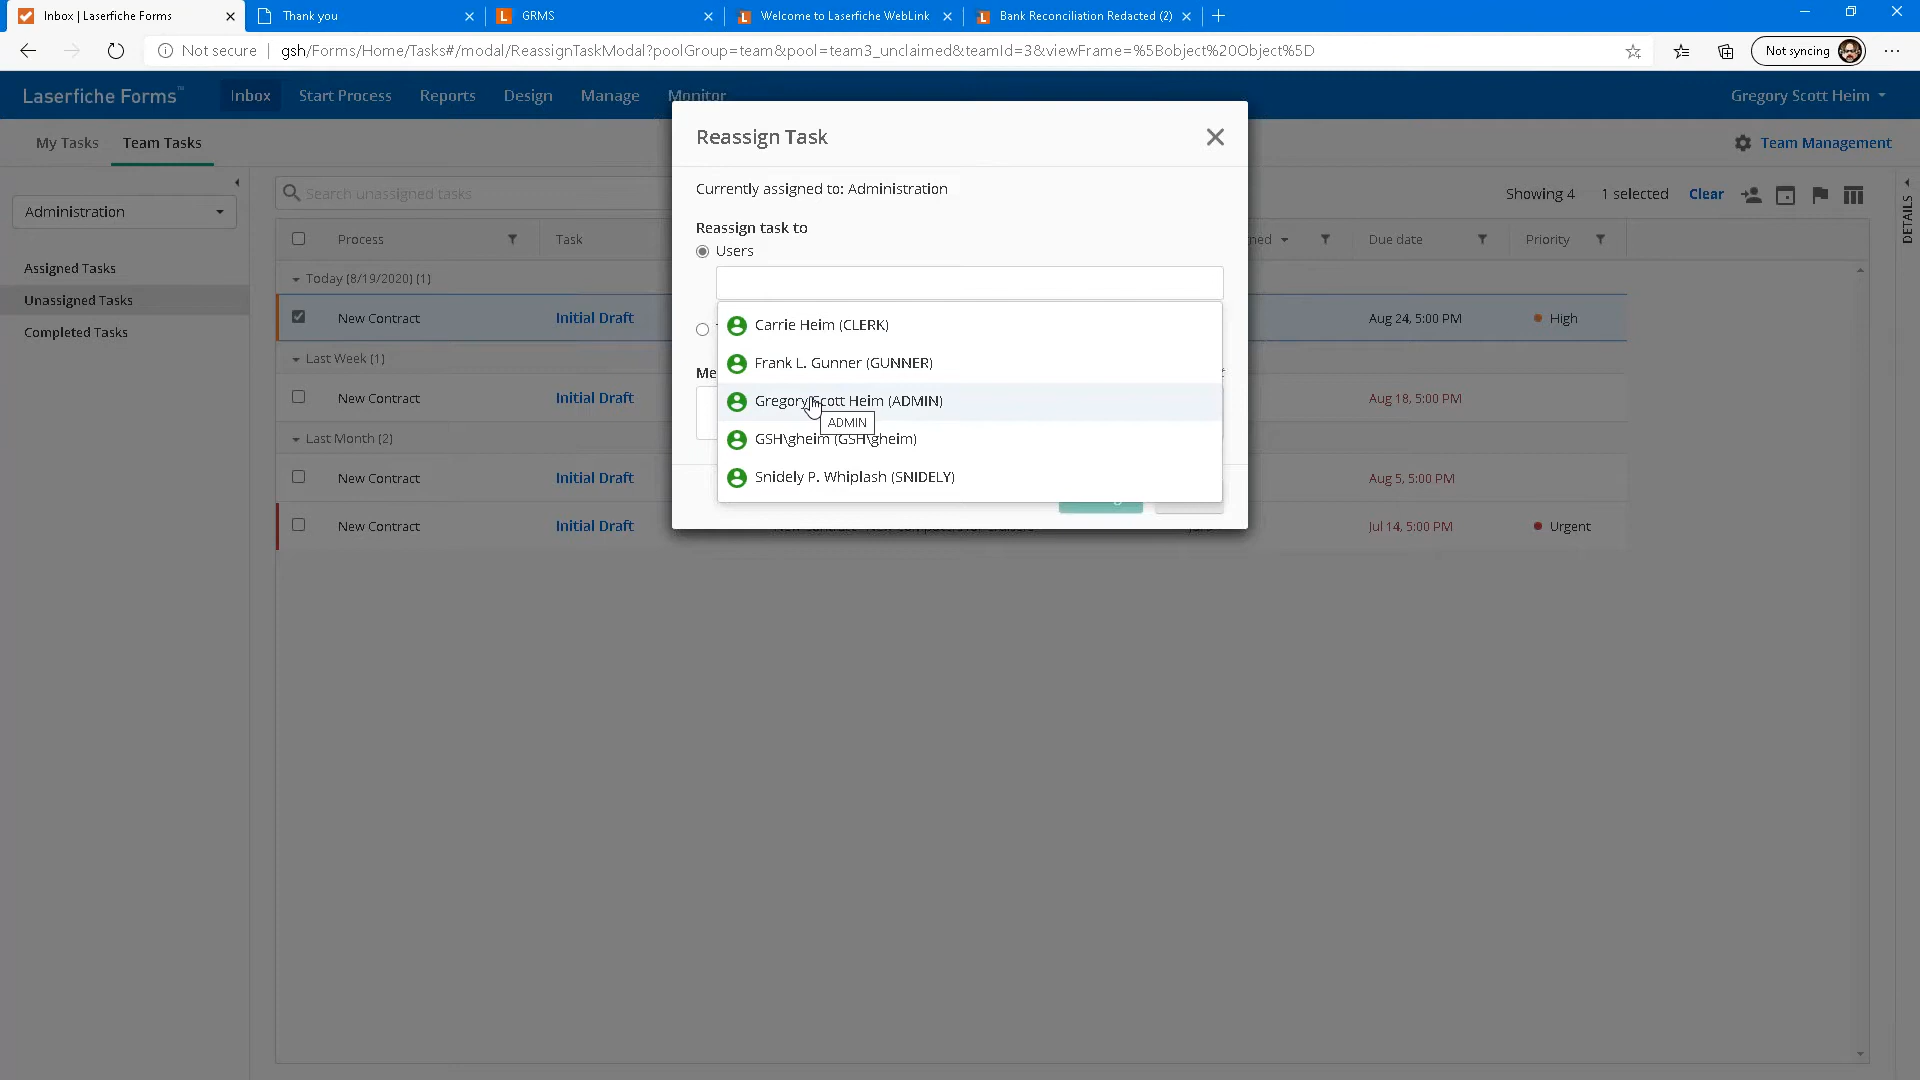 Inbox | Laserfiche Forms
Thank you
GRMS
Welcome to Laserfiche WebLink
Bank Reconciliation Redacted (2)
Not secure
gsh/Forms/Home/Tasks#/modal/ReassignTaskModal?poolGroup=team&pool=team3_unclaimed&teamId=3&viewFrame=%5Bobject%20Object%5D
Not syncing
Laserfiche Forms™
Inbox
Start Process
Reports
Design
Manage
Monitor
Gregory Scott Heim
My Tasks
Team Tasks
Team Management
Administration
Assigned Tasks
Unassigned Tasks
Completed Tasks
Search unassigned tasks
Showing 4
1 selected
Clear
DETAILS
Process
Task
Due date
Priority
Today (8/19/2020) (1)
New Contract
Initial Draft
Aug 24, 5:00 PM
High
Last Week (1)
New Contract
Initial Draft
Aug 18, 5:00 PM
Last Month (2)
New Contract
Initial Draft
Aug 5, 5:00 PM
New Contract
Initial Draft
Jul 14, 5:00 PM
Urgent
Reassign Task
Currently assigned to: Administration
Reassign task to
Users
Carrie Heim (CLERK)
Frank L. Gunner (GUNNER)
Gregory Scott Heim (ADMIN)
ADMIN
GSH\gheim (GSH\gheim)
Snidely P. Whiplash (SNIDELY)